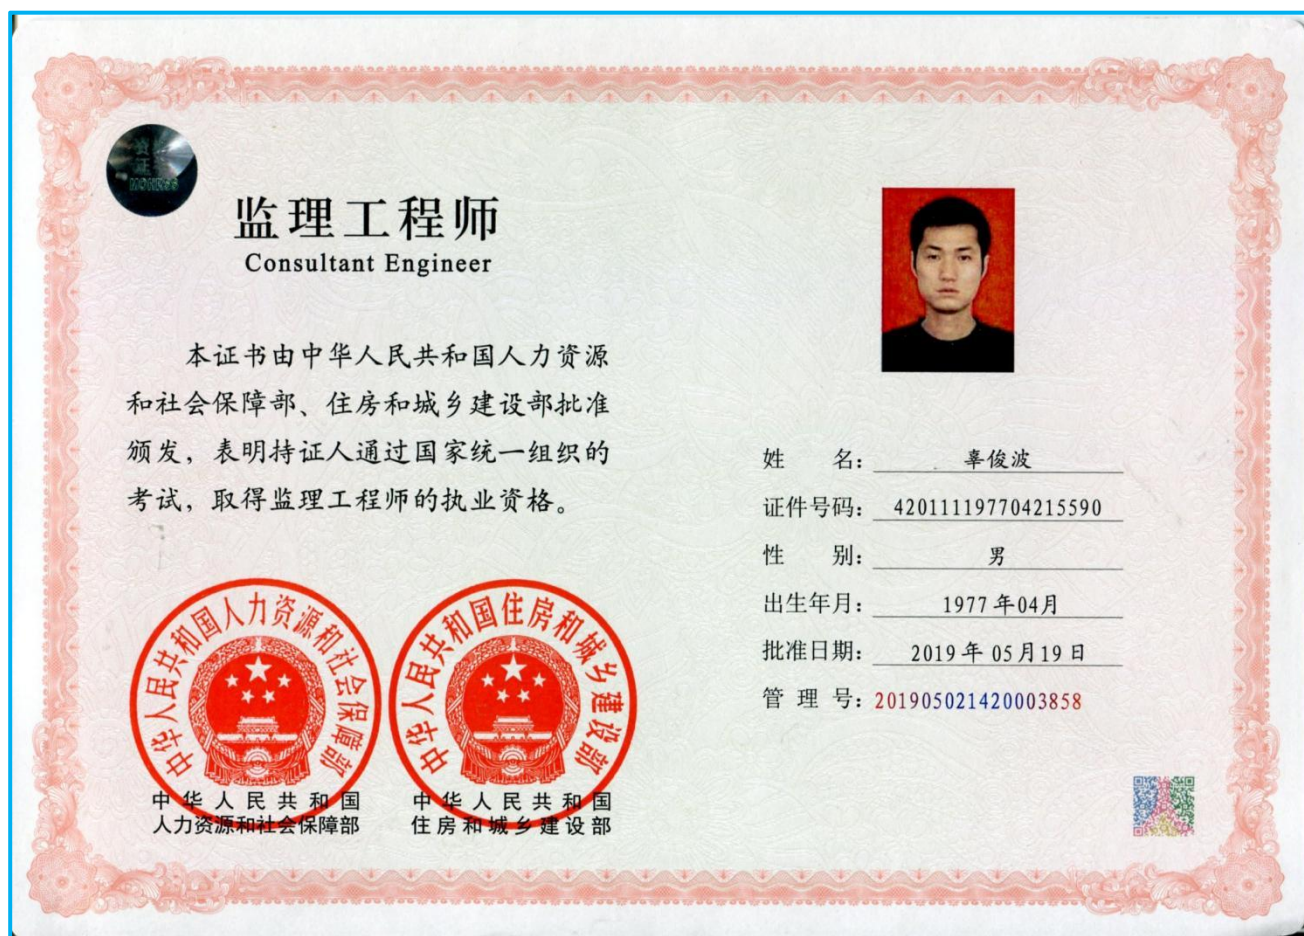 资
证
MOHRSS
监理工程师
Consultant Engineer
本证书由中华人民共和国人力资源
和社会保障部、住房和城乡建设部批准
颁发，表明持证人通过国家统一组织的
考试，取得监理工程师的执业资格。
姓 名：辜俊波
证件号码：420111197704215590
性 别：男
出生年月：1977年04月
批准日期：2019年05月19日
管 理 号：201905021420003858
中华人民共和国人力资源和社会保障部
中华人民共和国住房和城乡建设部
中华人民共和国
人力资源和社会保障部
中华人民共和国
住房和城乡建设部